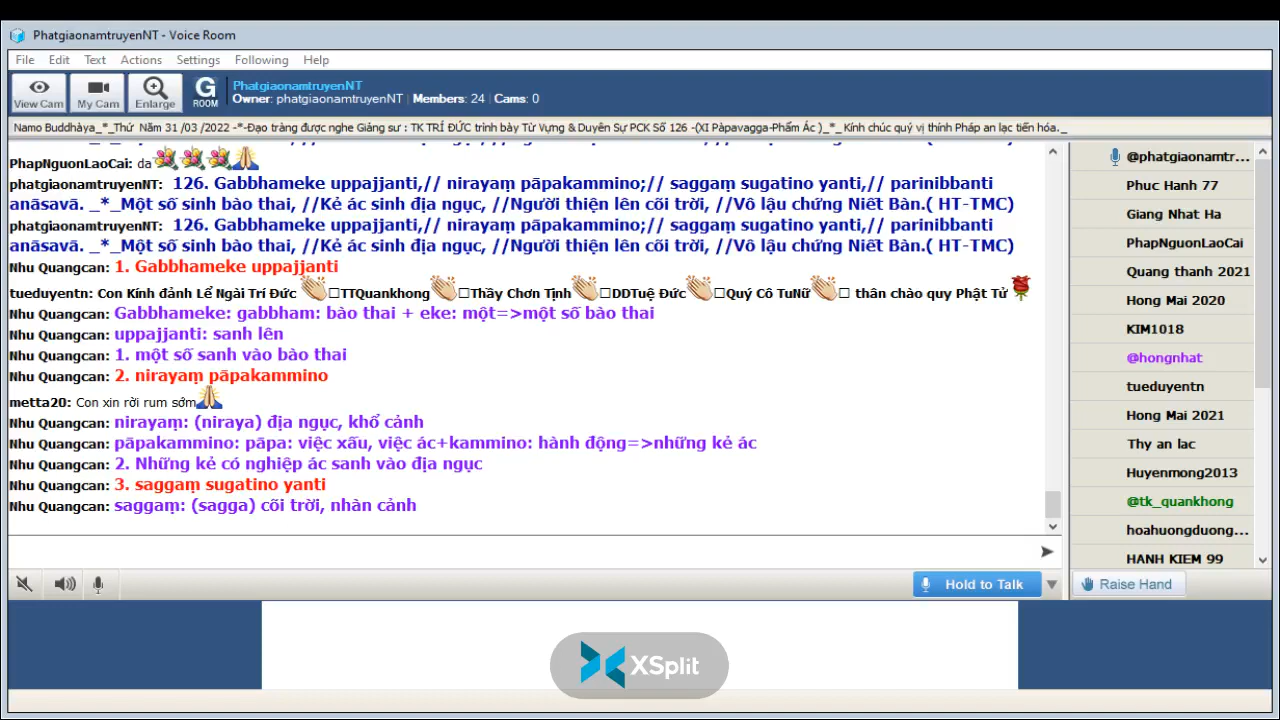 PhatgiaonamtruyenNT - Voice Room
File Edit Text Actions Settings Following Help
View Cam My Cam Enlarge G ROOM
PhatgiaonamtruyenNT
Owner: phatgiaonamtruyenNT | Members: 24 | Cams: 0
Namo Buddhàya_*_Thứ Năm 31 /03 /2022 -*-Đạo tràng được nghe Giảng sư : TK TRÍ ĐỨC trình bày Từ Vựng & Duyên Sự PCK Số 126 -(XI Pàpavagga-Phẩm Ác )_*_ Kính chúc quý vị thính Pháp an lạc tiến hóa._
PhapNguonLaoCai: da
phatgiaonamtruyenNT: 126. Gabbhameke uppajjanti,// nirayaṃ pāpakammino;// saggaṃ sugatino yanti,// parinibbanti
anāsavā. _*_Một số sinh bào thai, //Kẻ ác sinh địa ngục, //Người thiện lên cõi trời, //Vô lậu chứng Niết Bàn.( HT-TMC)
phatgiaonamtruyenNT: 126. Gabbhameke uppajjanti,// nirayaṃ pāpakammino;// saggaṃ sugatino yanti,// parinibbanti
anāsavā. _*_Một số sinh bào thai, //Kẻ ác sinh địa ngục, //Người thiện lên cõi trời, //Vô lậu chứng Niết Bàn.( HT-TMC)
Nhu Quangcan: 1. Gabbhameke uppajjanti
tueduyentn: Con Kính đảnh Lể Ngài Trí Đức TTQuankhong Thầy Chơn Tịnh DDTuệ Đức Quý Cô TuNữ thân chào quy Phật Tử
Nhu Quangcan: Gabbhameke: gabbham: bào thai + eke: một=>một số bào thai
Nhu Quangcan: uppajjanti: sanh lên
Nhu Quangcan: 1. một số sanh vào bào thai
Nhu Quangcan: 2. nirayaṃ pāpakammino
metta20: Con xin rời rum sớm
Nhu Quangcan: nirayaṃ: (niraya) địa ngục, khổ cảnh
Nhu Quangcan: pāpakammino: pāpa: việc xấu, việc ác+kammino: hành động=>những kẻ ác
Nhu Quangcan: 2. Những kẻ có nghiệp ác sanh vào địa ngục
Nhu Quangcan: 3. saggaṃ sugatino yanti
Nhu Quangcan: saggaṃ: (sagga) cõi trời, nhàn cảnh
@phatgiaonamtr...
Phuc Hanh 77
Giang Nhat Ha
PhapNguonLaoCai
Quang thanh 2021
Hong Mai 2020
KIM1018
@hongnhat
tueduyentn
Hong Mai 2021
Thy an lac
Huyenmong2013
@tk_quankhong
hoahuongduong...
HANH KIEM 99
Hold to Talk
Raise Hand
XSplit